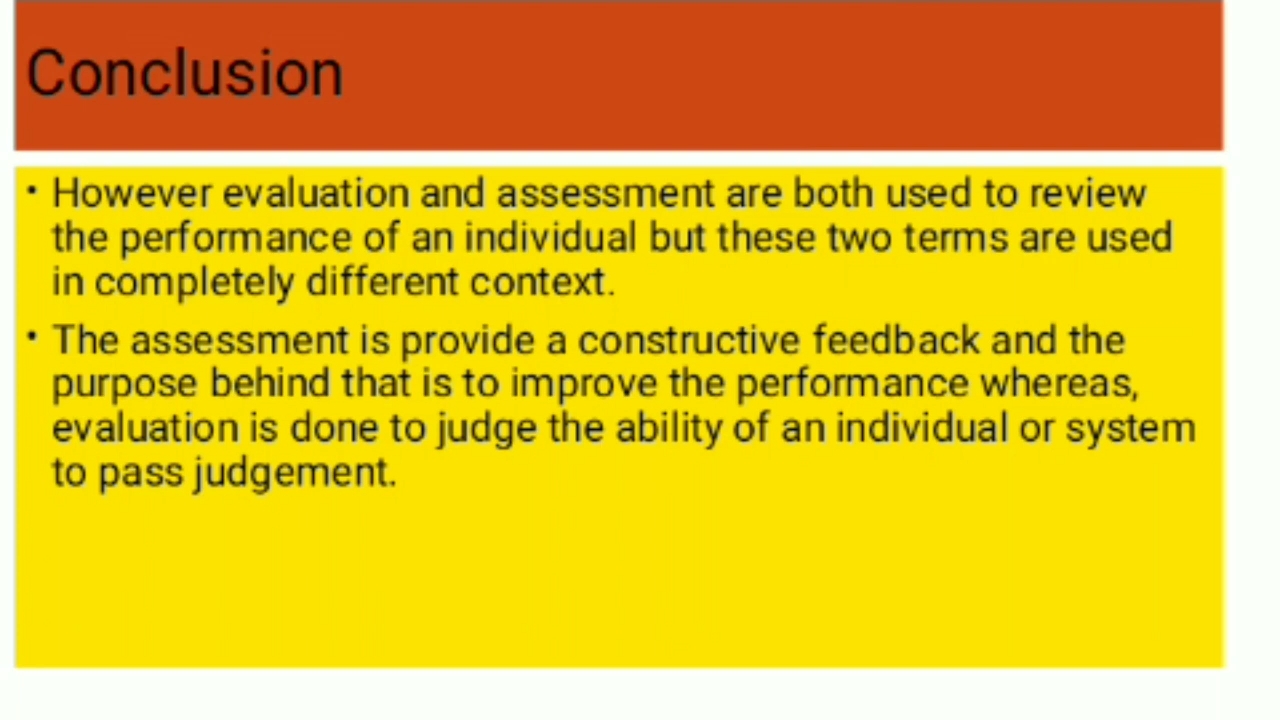 Conclusion
• However evaluation and assessment are both used to review
the performance of an individual but these two terms are used
in completely different context.
• The assessment is provide a constructive feedback and the
purpose behind that is to improve the performance whereas,
evaluation is done to judge the ability of an individual or system
to pass judgement.